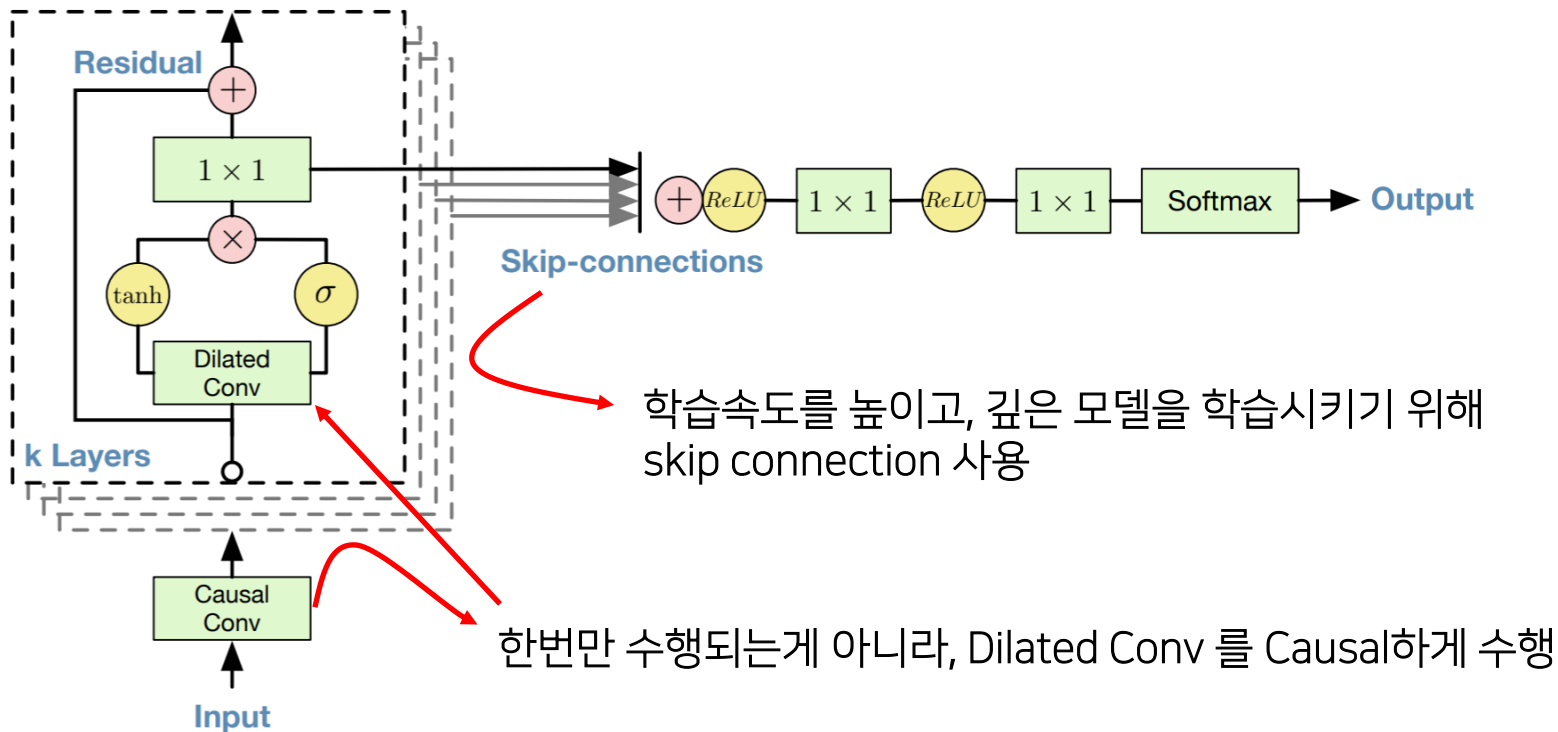 Residual
+
1 × 1
×
tanh
σ
Dilated
Conv
k Layers
Causal
Conv
Input
+
ReLU
1 × 1
ReLU
1 × 1
Softmax
Output
Skip-connections
학습속도를 높이고, 깊은 모델을 학습시키기 위해
skip connection 사용
한번만 수행되는게 아니라, Dilated Conv 를 Causal하게 수행